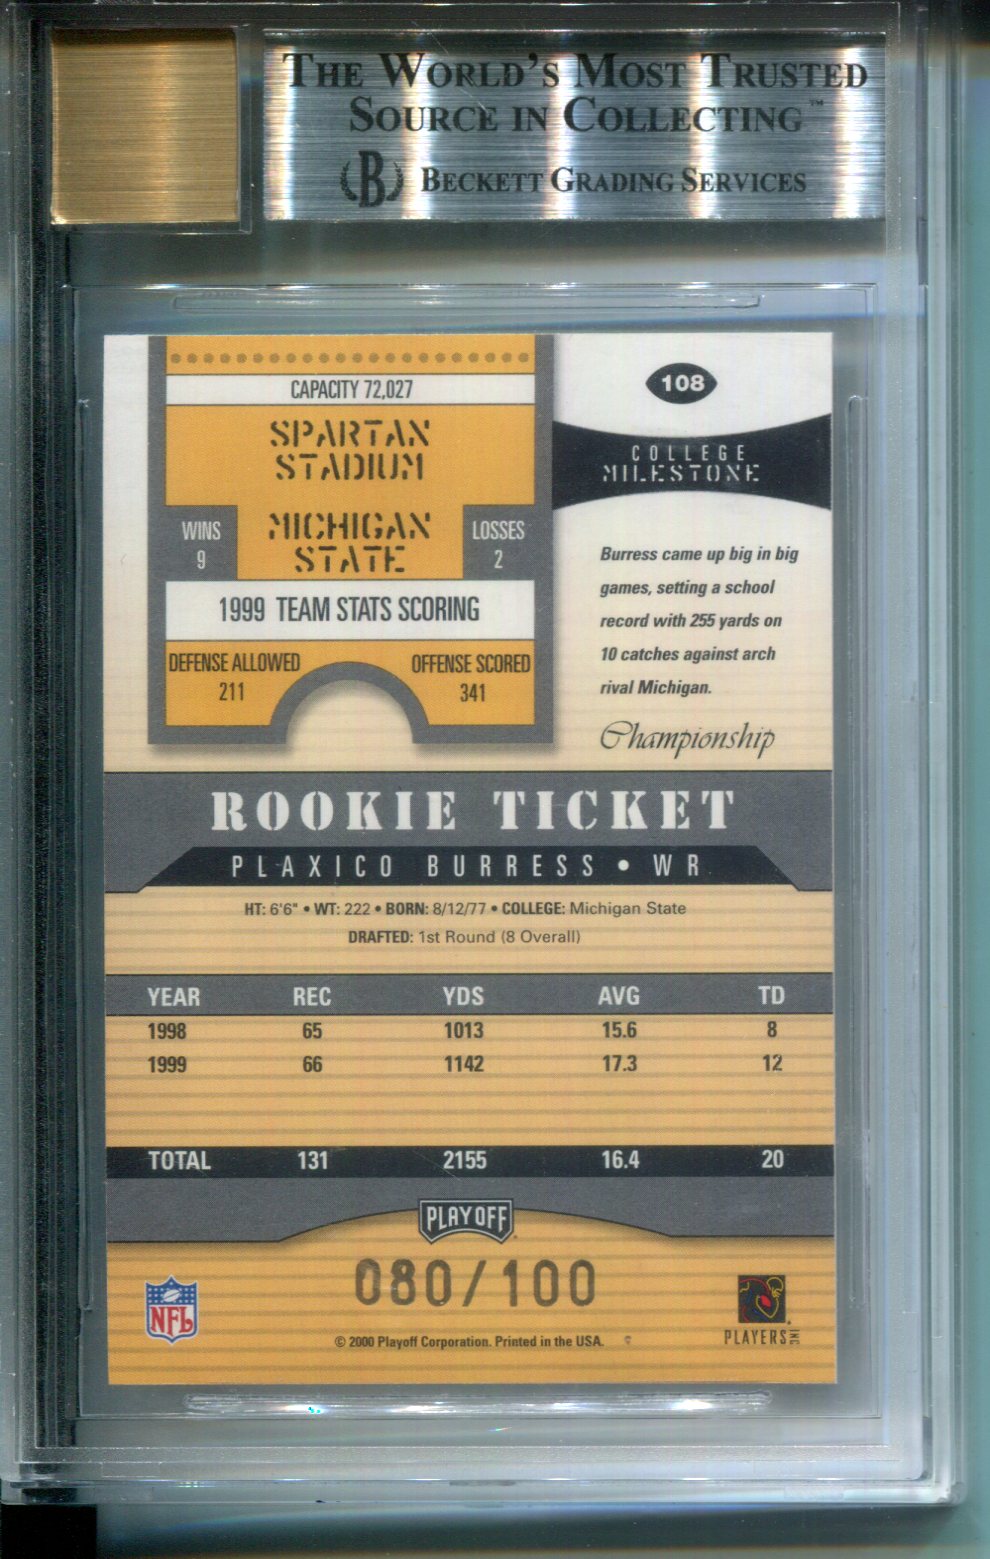 THE WORLD'S MOST TRUSTED
SOURCE IN COLLECTING™
B BECKETT GRADING SERVICES
CAPACITY 72,027
SPARTAN
STADIUM
WINS
9
MICHIGAN
STATE
LOSSES
2
1999 TEAM STATS SCORING
DEFENSE ALLOWED
211
OFFENSE SCORED
341
108
COLLEGE
MILESTONE
Burress came up big in big
games, setting a school
record with 255 yards on
10 catches against arch
rival Michigan.
Championship
ROOKIE TICKET
PLAXICO BURRESS • WR
HT: 6'6" • WT: 222 • BORN: 8/12/77 • COLLEGE: Michigan State
DRAFTED: 1st Round (8 Overall)
YEAR REC YDS AVG TD
1998 65 1013 15.6 8
1999 66 1142 17.3 12
TOTAL 131 2155 16.4 20
PLAYOFF
080/100
NFL
PLAYERS INC
© 2000 Playoff Corporation. Printed in the USA.